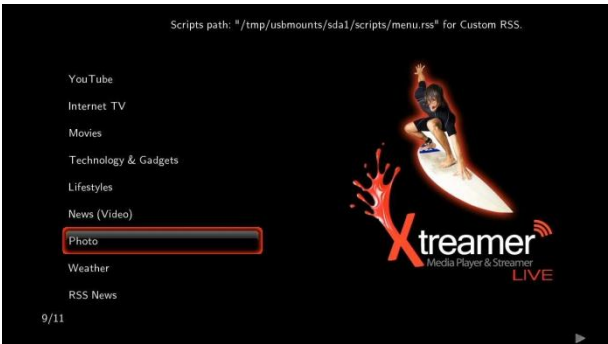 Scripts path: "/tmp/usbmounts/sda1/scripts/menu.rss" for Custom RSS.
YouTube
Internet TV
Movies
Technology & Gadgets
Lifestyles
News (Video)
Photo
Weather
RSS News
9/11
Xtreamer
Media Player & Streamer
LIVE